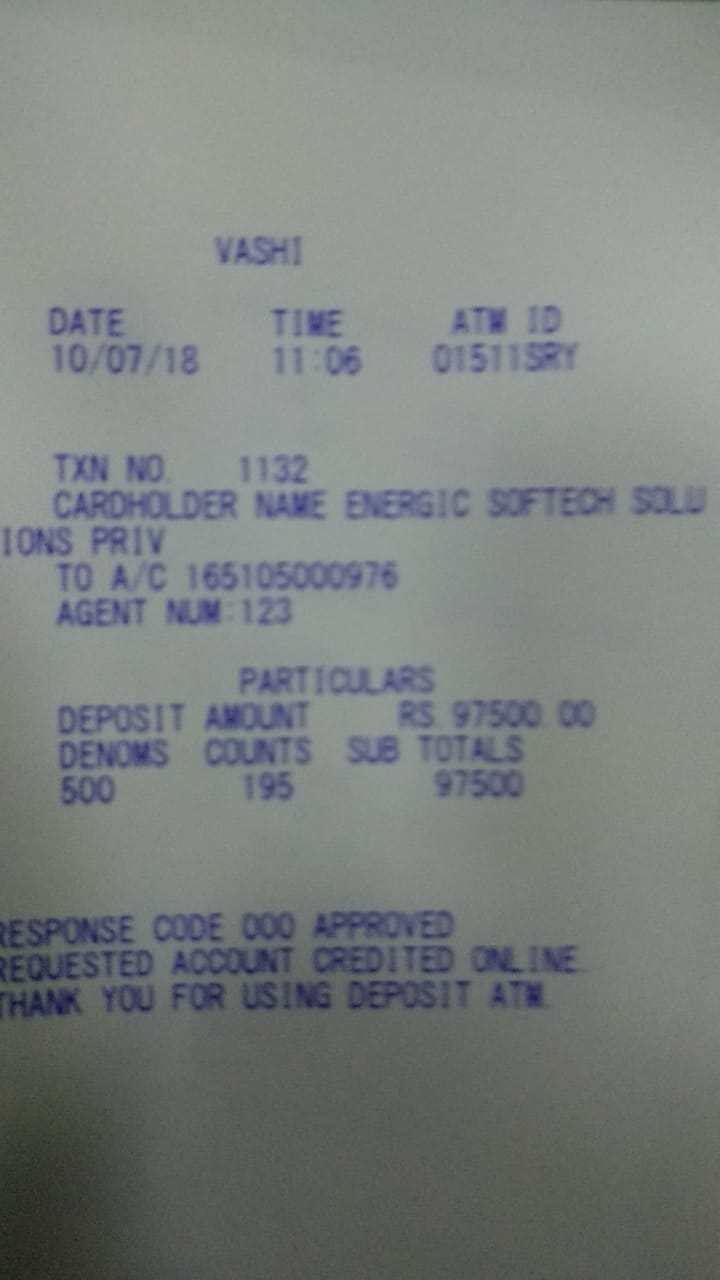 VASHI
DATE TIME ATM ID
10/07/18 11:06 01511SRY
TXN NO. 1132
CARDHOLDER NAME ENERGIC SOFTECH SOLU
IONS PRIV
TO A/C 165105000976
AGENT NUM:123
PARTICULARS
DEPOSIT AMOUNT RS.97500.00
DENOMS COUNTS SUB TOTALS
500 195 97500
RESPONSE CODE 000 APPROVED
REQUESTED ACCOUNT CREDITED ONLINE.
THANK YOU FOR USING DEPOSIT ATM.